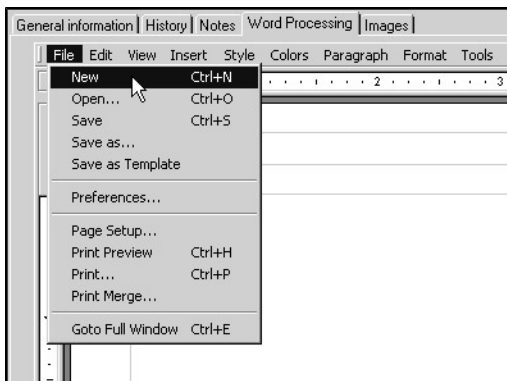 General information History Notes Word Processing Images
File Edit View Insert Style Colors Paragraph Format Tools
New Ctrl+N
2 3
Open... Ctrl+O
Save Ctrl+S
Save as...
Save as Template
Preferences...
Page Setup...
Print Preview Ctrl+H
Print... Ctrl+P
Print Merge...
Goto Full Window Ctrl+E